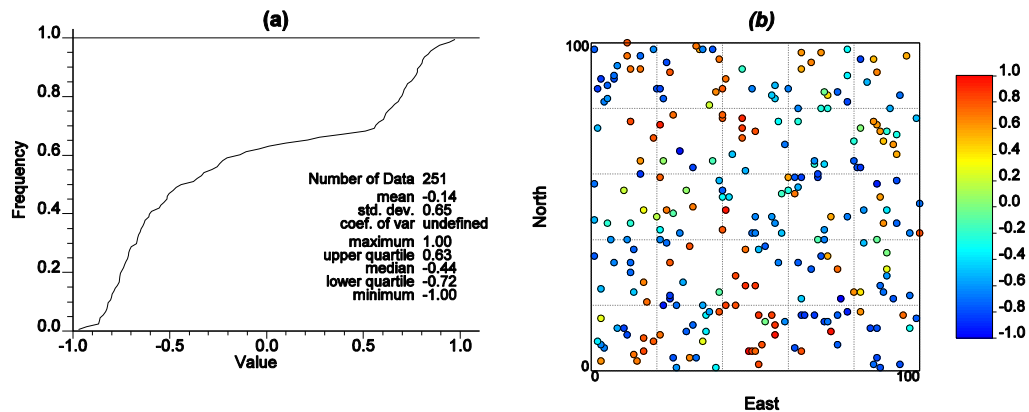 (a)
1.0
0.8
0.6
0.4
0.2
0.0
Frequency
-1.0
-0.5
0.0
0.5
1.0
Value
Number of Data 251
mean -0.14
std. dev. 0.65
coef. of var undefined
maximum 1.00
upper quartile 0.63
median -0.44
lower quartile -0.72
minimum -1.00
(b)
100
North
0
0
100
East
1.0
0.8
0.6
0.4
0.2
0.0
-0.2
-0.4
-0.6
-0.8
-1.0